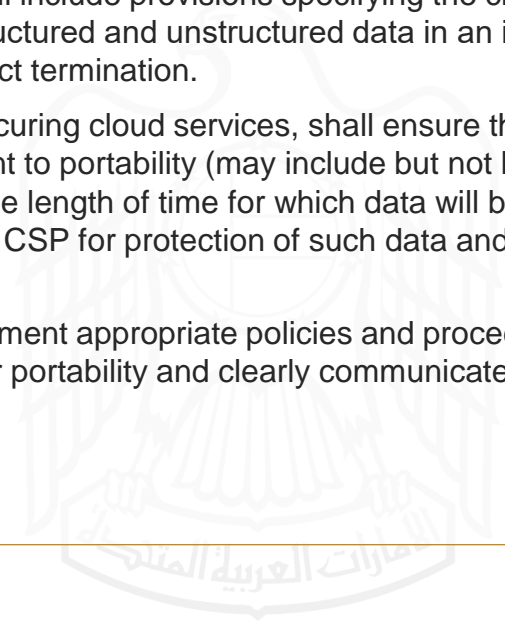 include provisions specifying the
uctured and unstructured data in an
ct termination.
curing cloud services, shall ensure
nt to portability (may include but not
e length of time for which data will
CSP for protection of such data and
ment appropriate policies and
r portability and clearly communicate
الإمارات العربية المتحدة